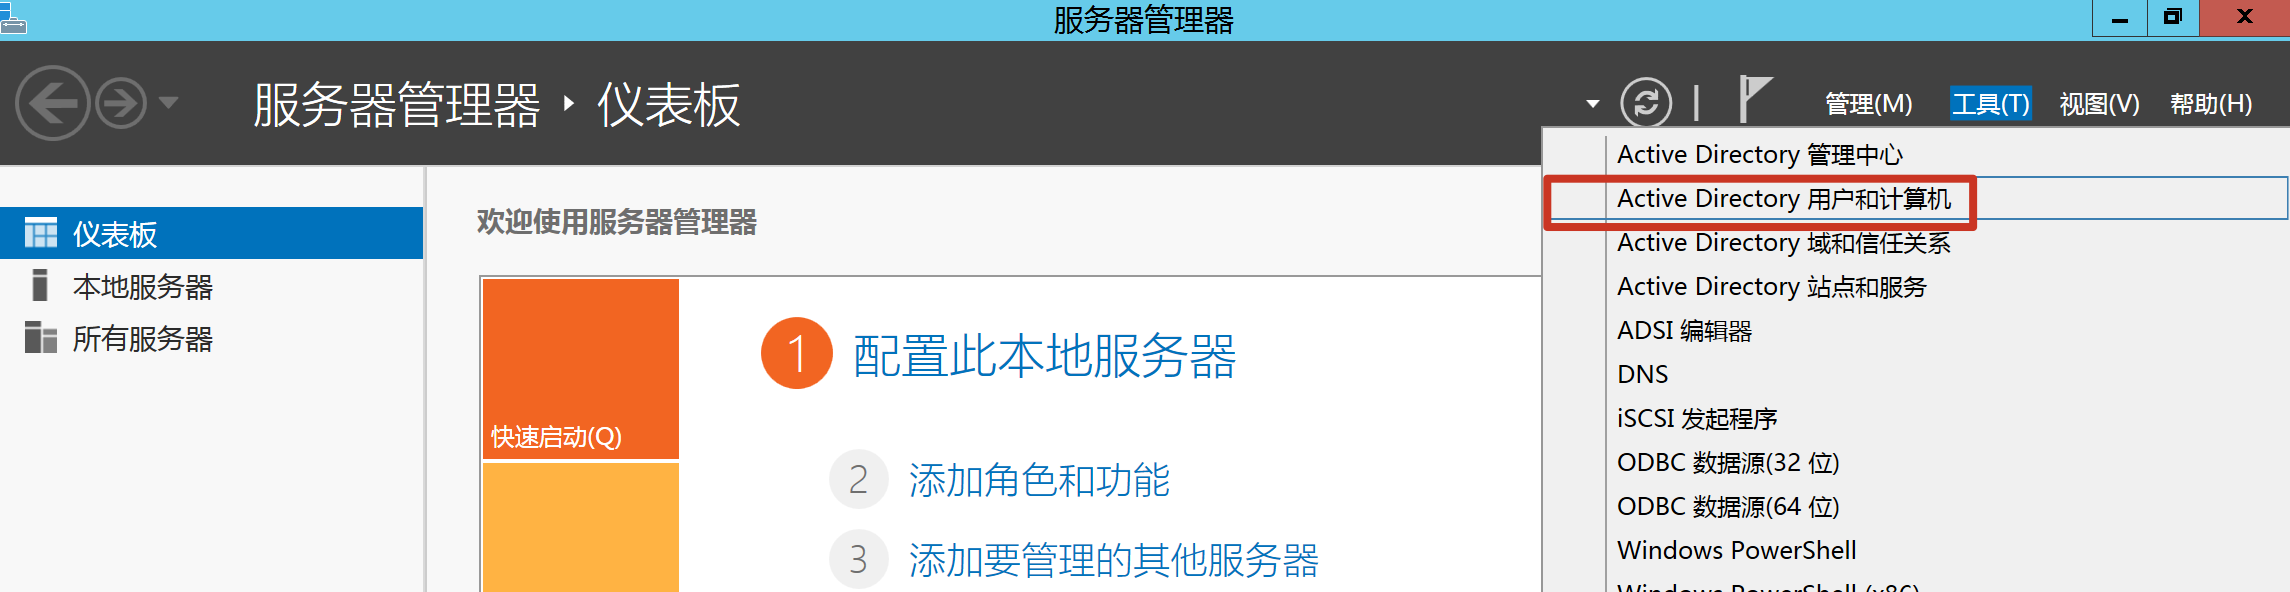 服务器管理器
服务器管理器 ‣ 仪表板
管理(M) 工具(T) 视图(V) 帮助(H)
仪表板
本地服务器
所有服务器
欢迎使用服务器管理器
快速启动(Q)
1 配置此本地服务器
2 添加角色和功能
3 添加要管理的其他服务器
Active Directory 管理中心
Active Directory 用户和计算机
Active Directory 域和信任关系
Active Directory 站点和服务
ADSI 编辑器
DNS
iSCSI 发起程序
ODBC 数据源(32 位)
ODBC 数据源(64 位)
Windows PowerShell
Windows PowerShell (x86)